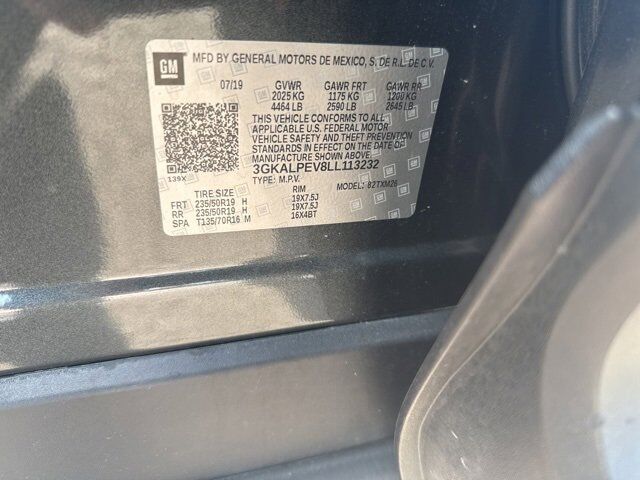 GM
MFD BY GENERAL MOTORS DE MEXICO, S. DE R.L. DE C.V.
07/19 GVWR GAWR FRT GAWR RR
2025 KG 1175 KG 1200 KG
4464 LB 2590 LB 2645 LB
THIS VEHICLE CONFORMS TO ALL
APPLICABLE U.S. FEDERAL MOTOR
VEHICLE SAFETY AND THEFT PREVENTION
STANDARDS IN EFFECT ON THE DATE OF
MANUFACTURE SHOWN ABOVE.
3GKALPEV8LL113232
139X TYPE: M.P.V. MODEL: 82TXM26
TIRE SIZE RIM
FRT 235/50R19 H 19X7.5J
RR 235/50R19 H 19X7.5J
SPA T135/70R16 M 16X4BT